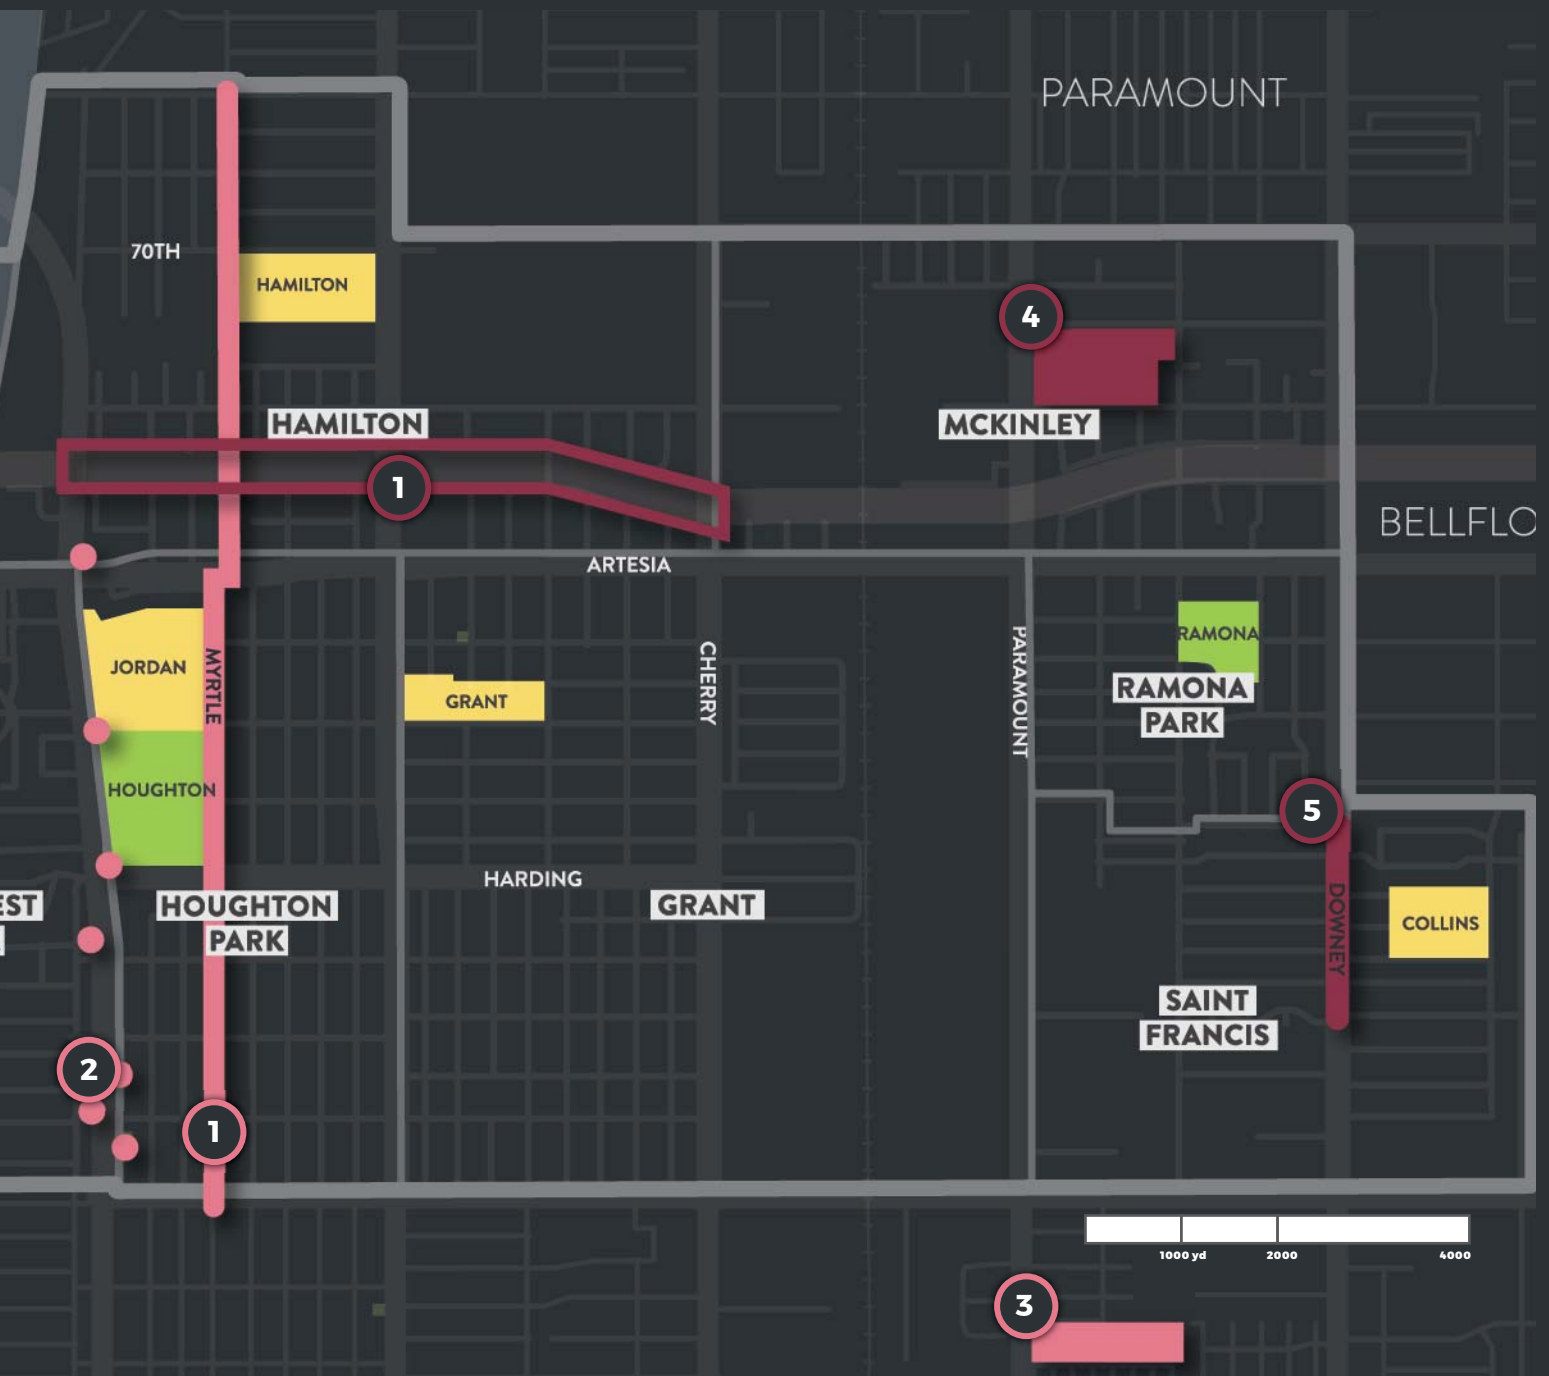 PARAMOUNT
70TH
HAMILTON
4
HAMILTON
MCKINLEY
1
BELLFLO
ARTESIA
RAMONA
JORDAN
MYRTLE
GRANT
CHERRY
PARAMOUNT
RAMONA
PARK
HOUGHTON
5
HARDING
EST
HOUGHTON
PARK
GRANT
DOWNEY
COLLINS
SAINT
FRANCIS
2
1
1000 yd 2000 4000
3